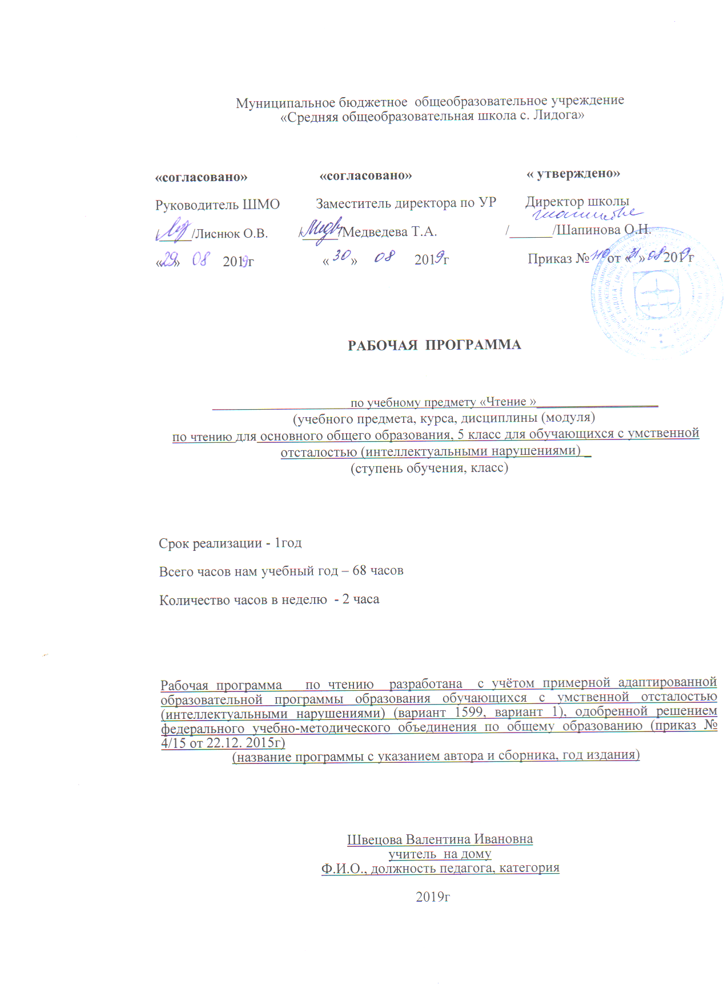 Муниципальное бюджетное общеобразовательное учреждение
«Средняя общеобразовательная школа с. Лидога»
«согласовано» «согласовано» « утверждено»
Руководитель ШМО Заместитель директора по УР Директор школы
/_____/Лиснюк О.В. /_____/Медведева Т.А. /______/Шапинова О.Н.
«29» 08 2019г «30» 08 2019г Приказ № от «31» 08 2019г
РАБОЧАЯ ПРОГРАММА
по учебному предмету «Чтение »
(учебного предмета, курса, дисциплины (модуля)
по чтению для основного общего образования, 5 класс для обучающихся с умственной
отсталостью (интеллектуальными нарушениями) _
(ступень обучения, класс)
Срок реализации - 1год
Всего часов нам учебный год – 68 часов
Количество часов в неделю - 2 часа
Рабочая программа по чтению разработана с учётом примерной адаптированной
образовательной программы образования обучающихся с умственной отсталостью
(интеллектуальными нарушениями) (вариант 1599, вариант 1), одобренной решением
федерального учебно-методического объединения по общему образованию (приказ №
4/15 от 22.12. 2015г)
(название программы с указанием автора и сборника, год издания)
Швецова Валентина Ивановна
учитель на дому
Ф.И.О., должность педагога, категория
2019г